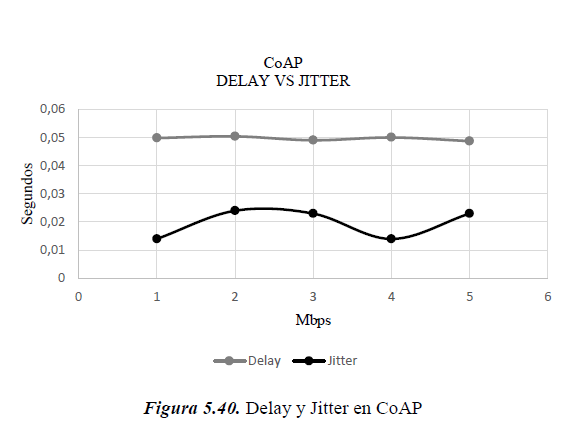 CoAP
DELAY VS JITTER
0,06
0,05
0,04
0,03
0,02
0,01
0
Segundos
0 1 2 3 4 5 6
Mbps
Delay Jitter
Figura 5.40. Delay y Jitter en CoAP